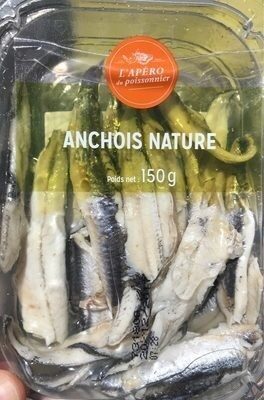 L'APÉRO
du poissonnier
ANCHOIS NATURE
Poids net : 150 g